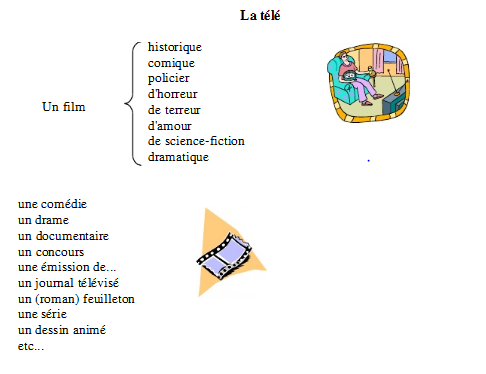 La télé
Un film
historique
comique
policier
d'horreur
de terreur
d'amour
de science-fiction
dramatique
une comédie
un drame
un documentaire
un concours
une émission de...
un journal télévisé
un (roman) feuilleton
une série
un dessin animé
etc...